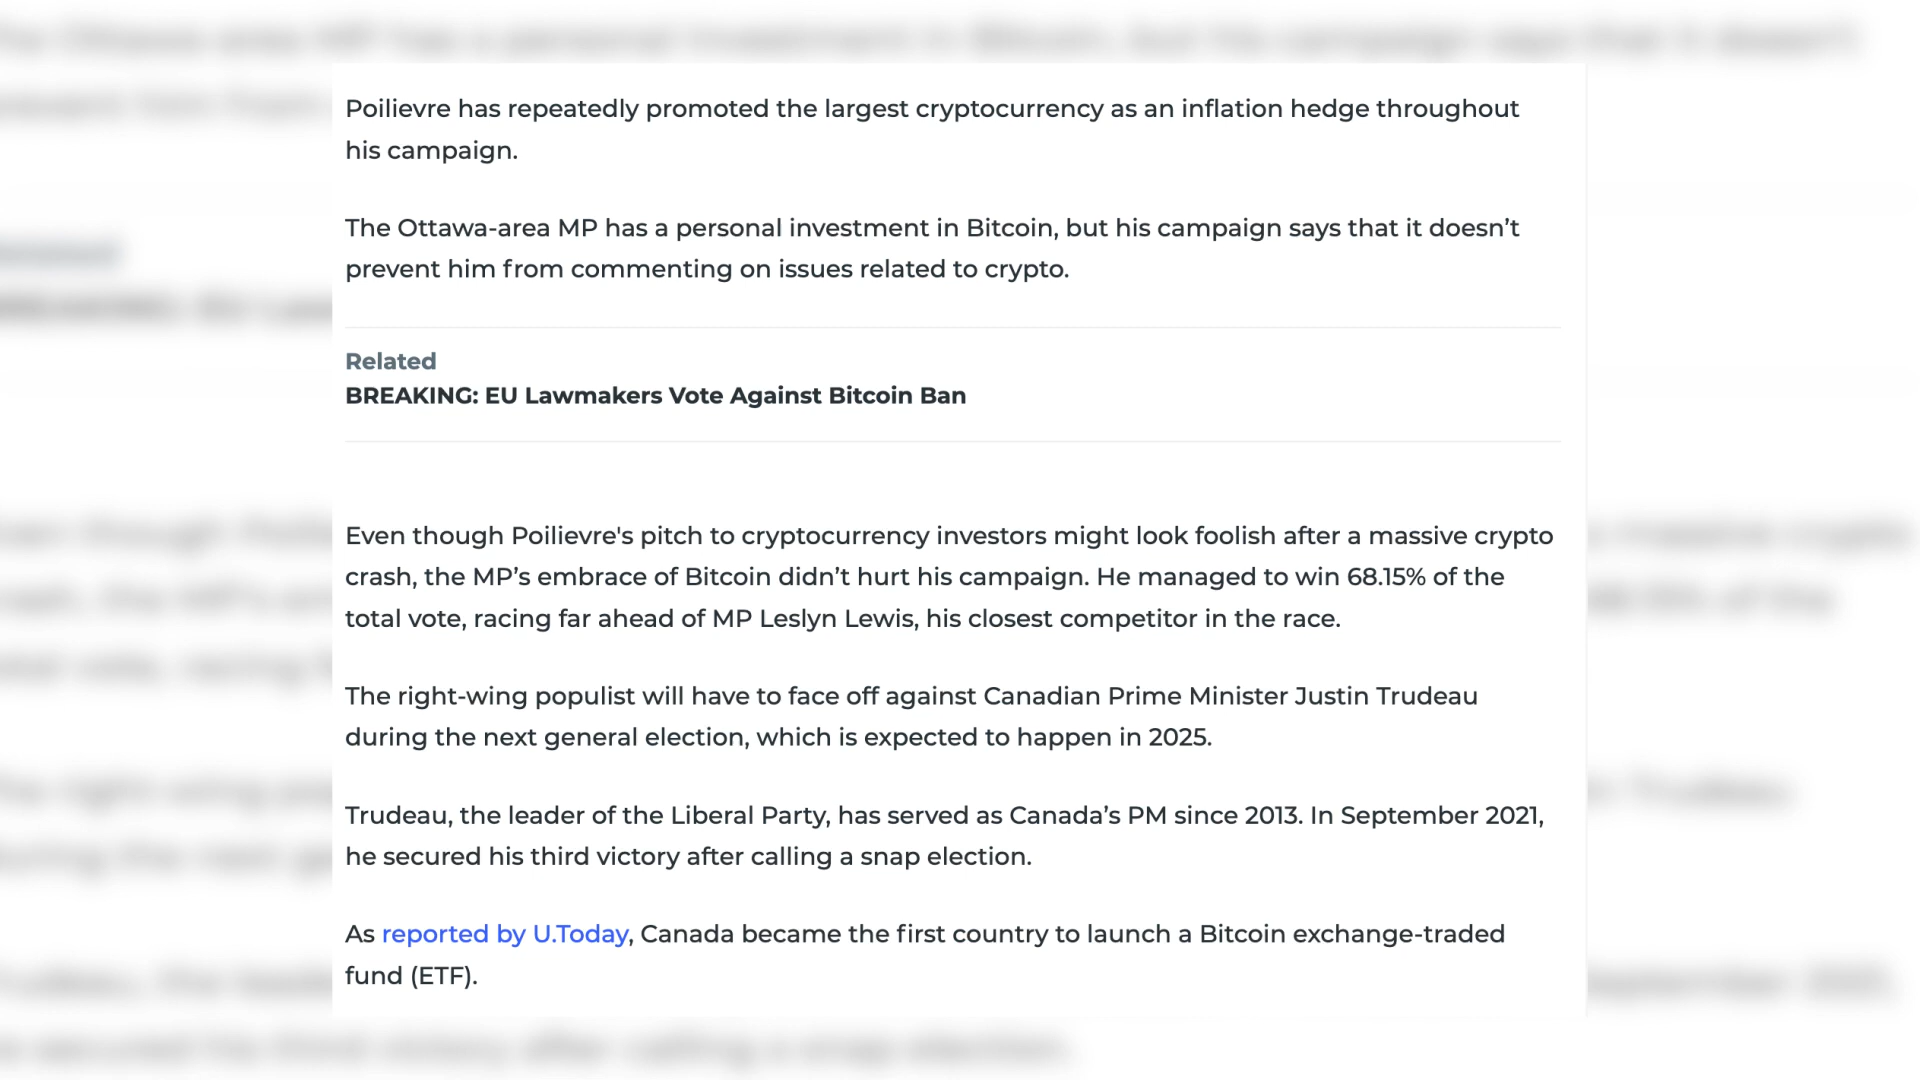 Poilievre has repeatedly promoted the largest cryptocurrency as an inflation hedge throughout
his campaign.
The Ottawa-area MP has a personal investment in Bitcoin, but his campaign says that it doesn’t
prevent him from commenting on issues related to crypto.
Related
BREAKING: EU Lawmakers Vote Against Bitcoin Ban
Even though Poilievre's pitch to cryptocurrency investors might look foolish after a massive crypto
crash, the MP’s embrace of Bitcoin didn’t hurt his campaign. He managed to win 68.15% of the
total vote, racing far ahead of MP Leslyn Lewis, his closest competitor in the race.
The right-wing populist will have to face off against Canadian Prime Minister Justin Trudeau
during the next general election, which is expected to happen in 2025.
Trudeau, the leader of the Liberal Party, has served as Canada’s PM since 2013. In September 2021,
he secured his third victory after calling a snap election.
As reported by U.Today, Canada became the first country to launch a Bitcoin exchange-traded
fund (ETF).